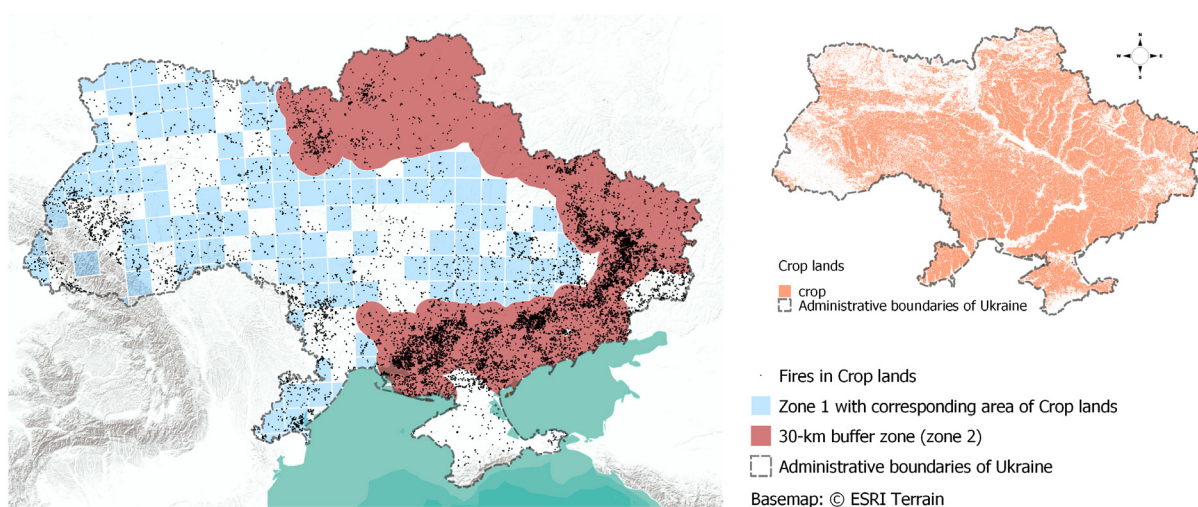 N
W E
S
Crop lands
crop
Administrative boundaries of Ukraine
Fires in Crop lands
Zone 1 with corresponding area of Crop lands
30-km buffer zone (zone 2)
Administrative boundaries of Ukraine
Basemap: © ESRI Terrain